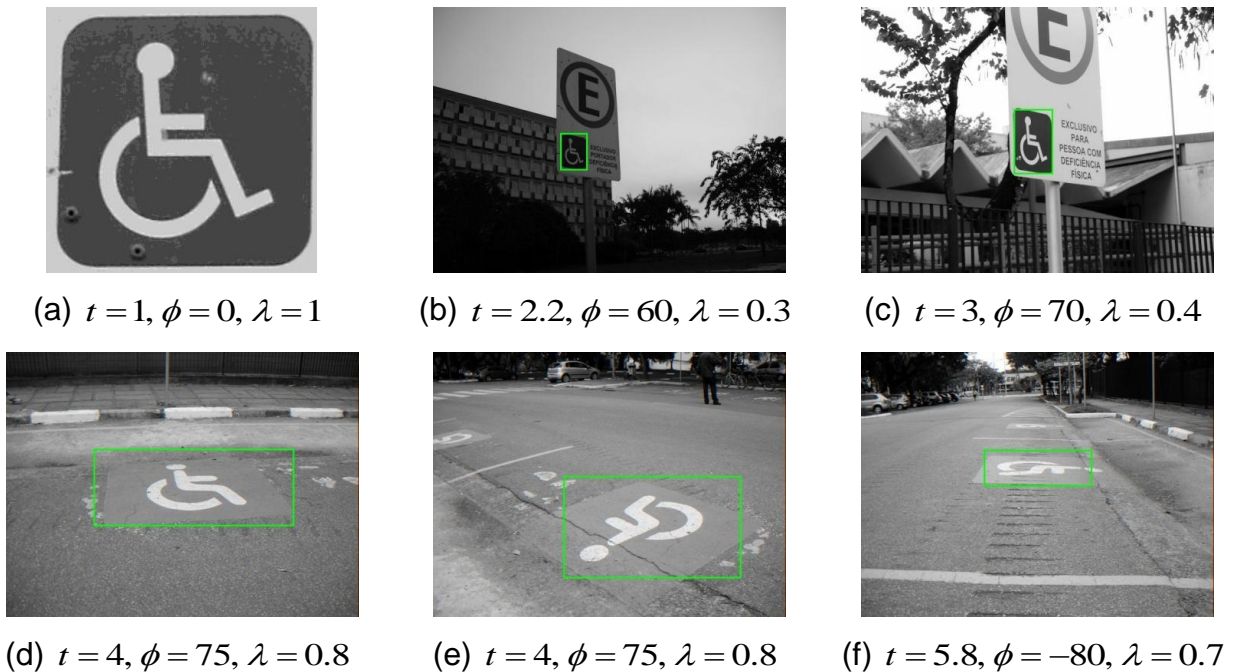 E
EXCLUSIVO
PORTADOR
DEFICIÊNCIA
FÍSICA
E
EXCLUSIVO
PARA
PESSOA COM
DEFICIÊNCIA
FÍSICA
(a) t = 1, ϕ = 0, λ = 1
(b) t = 2.2, ϕ = 60, λ = 0.3
(c) t = 3, ϕ = 70, λ = 0.4
(d) t = 4, ϕ = 75, λ = 0.8
(e) t = 4, ϕ = 75, λ = 0.8
(f) t = 5.8, ϕ = −80, λ = 0.7